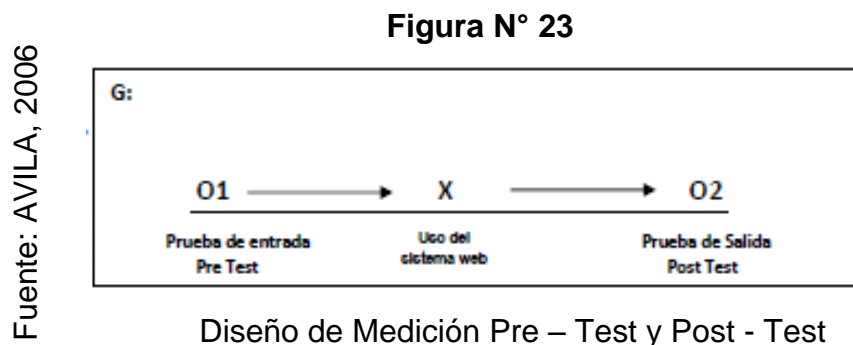 Figura N° 23
Fuente: AVILA, 2006
G:
O1 X O2
Prueba de entrada
Pre Test
Uso del
sistema web
Prueba de Salida
Post Test
Diseño de Medición Pre – Test y Post - Test